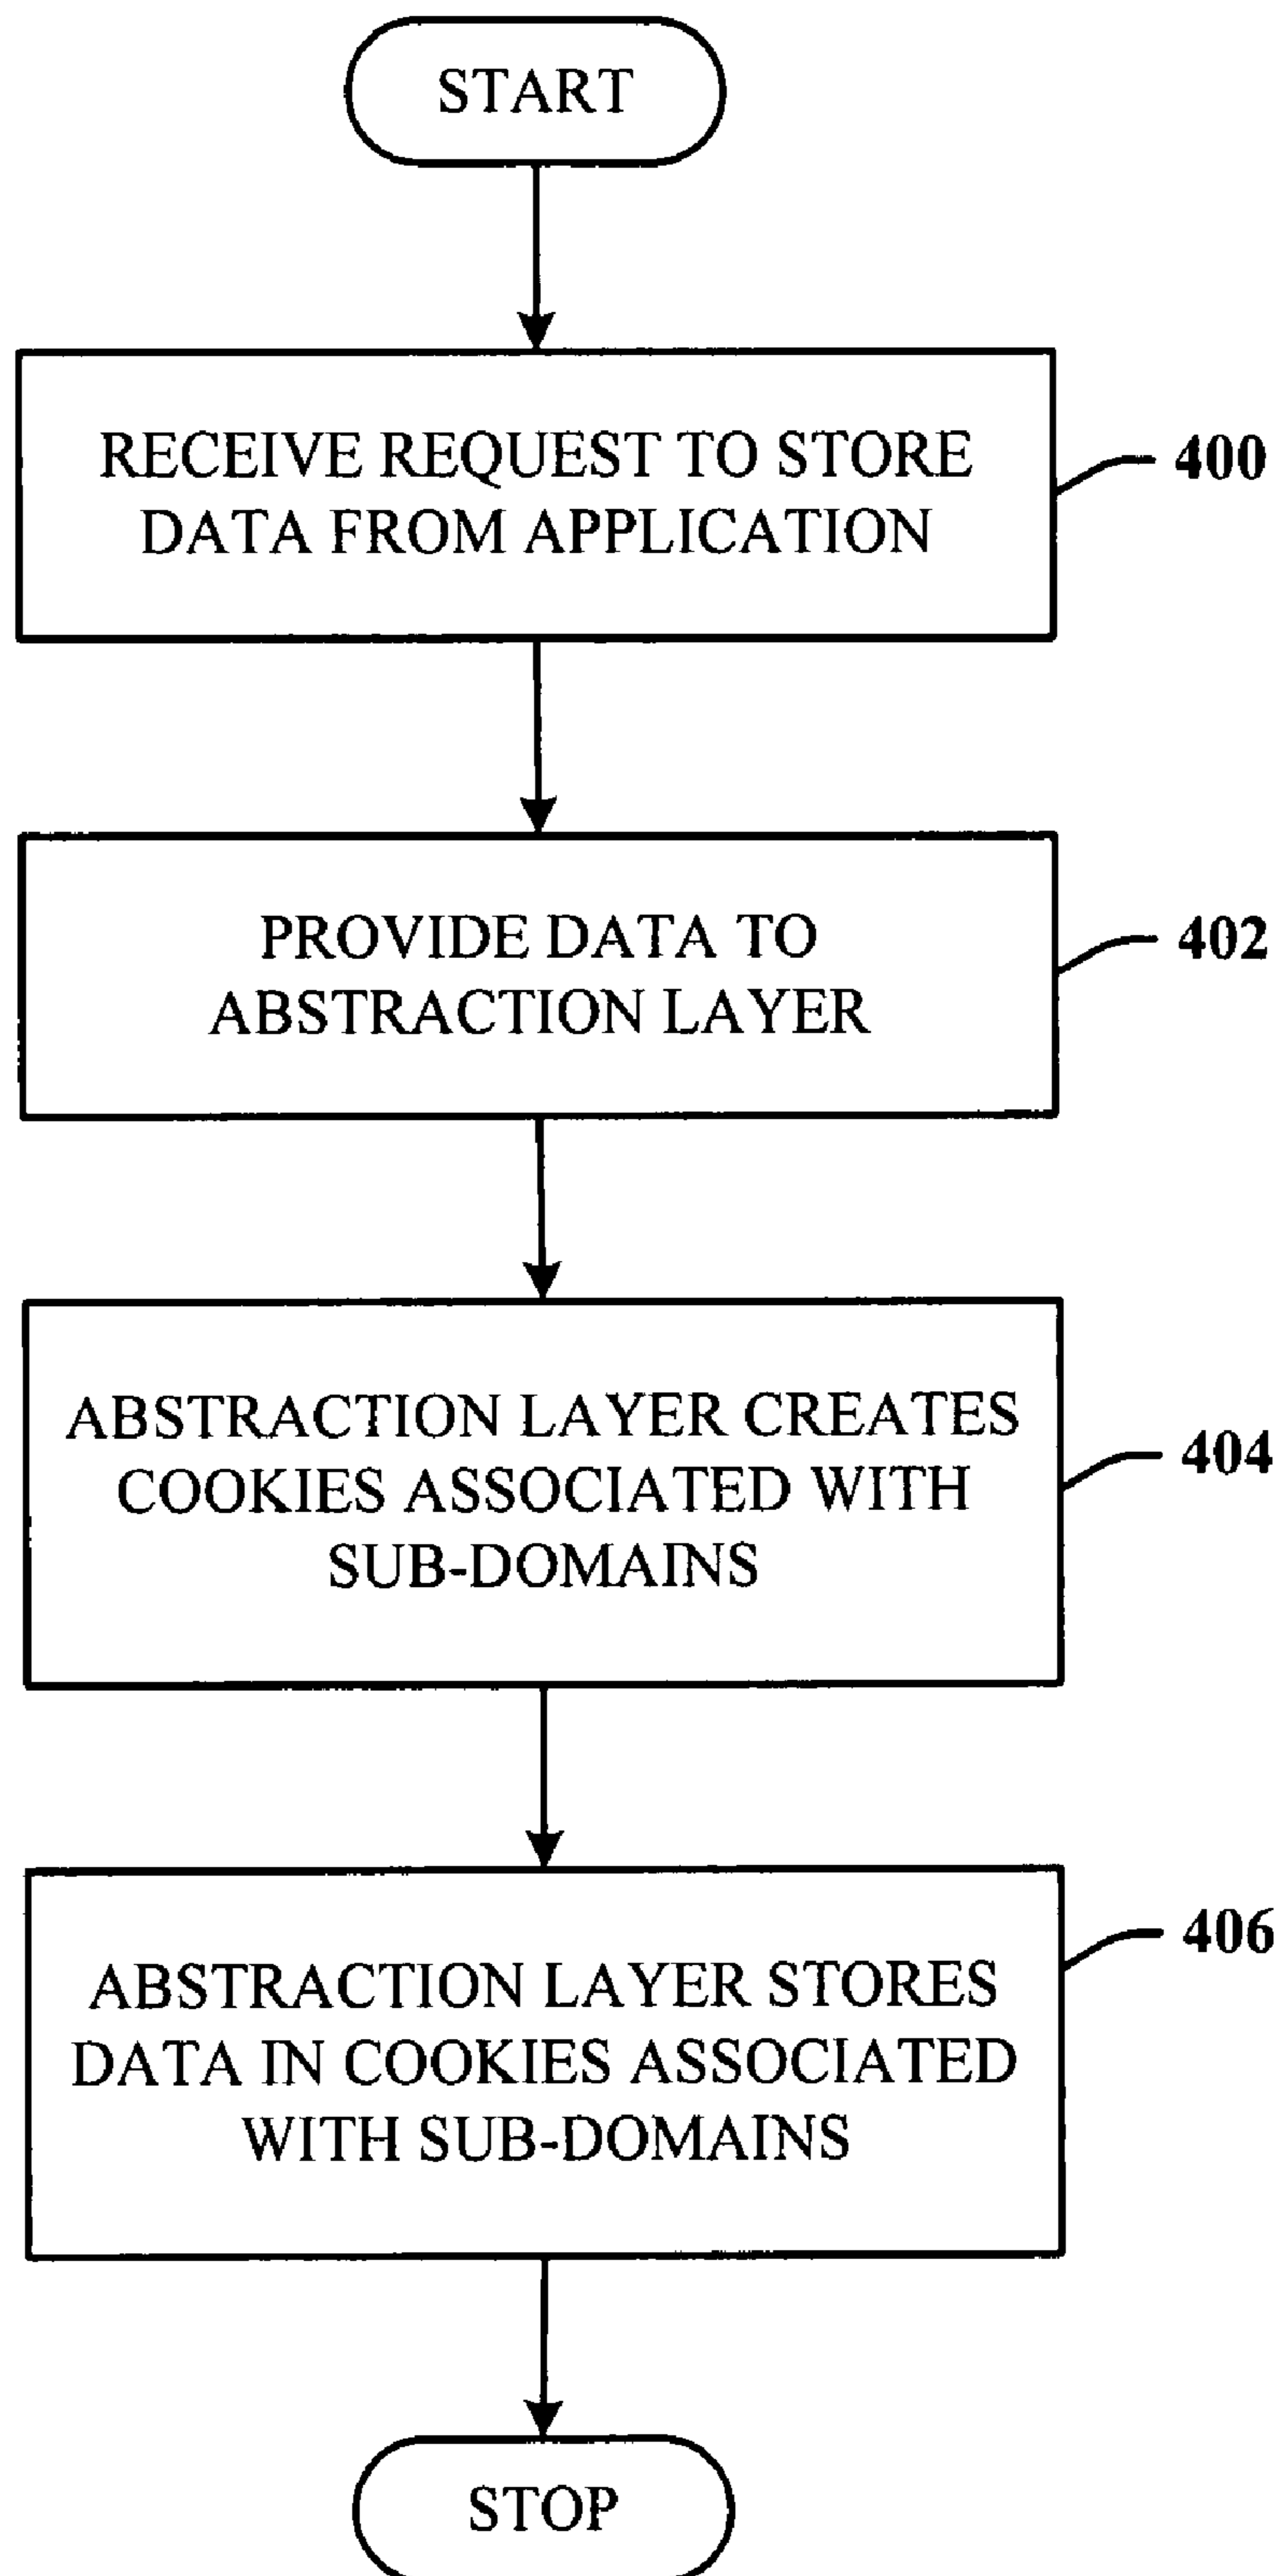 START
RECEIVE REQUEST TO STORE
DATA FROM APPLICATION
400
PROVIDE DATA TO
ABSTRACTION LAYER
402
ABSTRACTION LAYER CREATES
COOKIES ASSOCIATED WITH
SUB-DOMAINS
404
ABSTRACTION LAYER STORES
DATA IN COOKIES ASSOCIATED
WITH SUB-DOMAINS
406
STOP